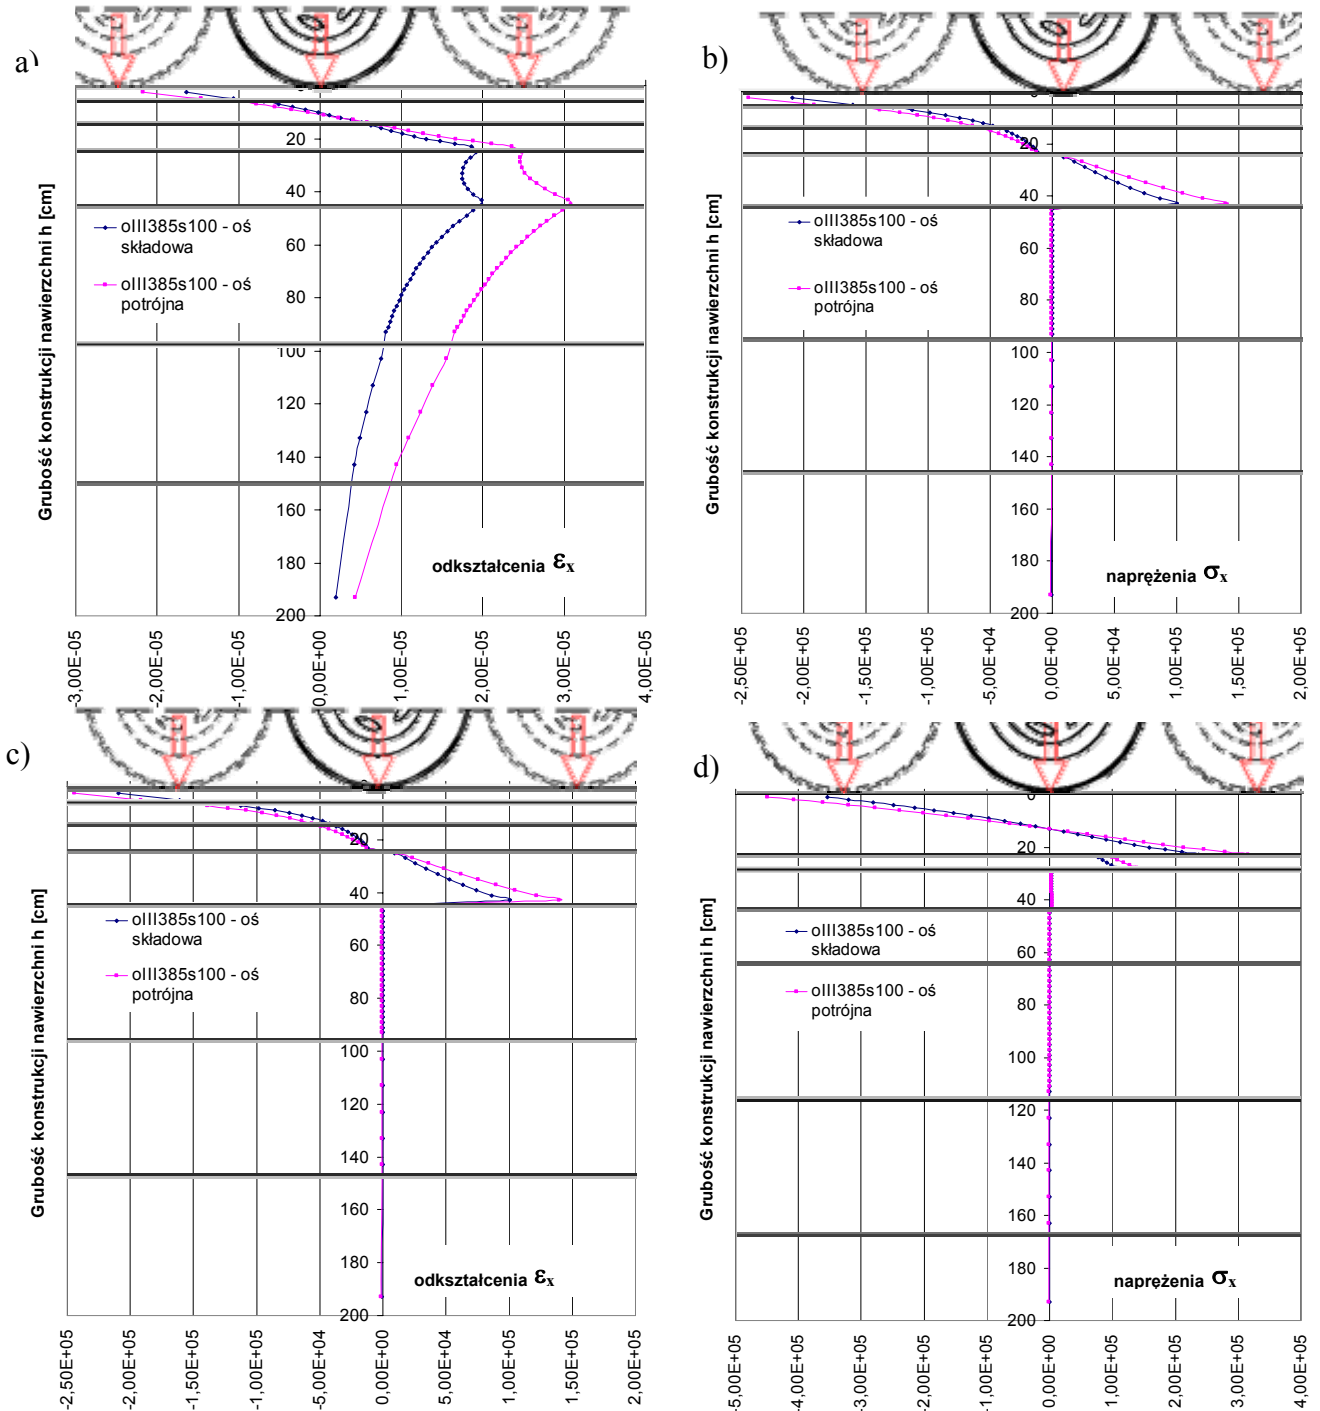 a)
Grubość konstrukcji nawierzchni h [cm]
20
40
60
80
100
120
140
160
180
200
oIII385s100 - oś
składowa
oIII385s100 - oś
potrójna
odkształcenia εx
-3,00E-05
-2,00E-05
-1,00E-05
0,00E+00
1,00E-05
2,00E-05
3,00E-05
4,00E-05
b)
Grubość konstrukcji nawierzchni h [cm]
0
20
40
60
80
100
120
140
160
180
200
oIII385s100 - oś
składowa
oIII385s100 - oś
potrójna
naprężenia σx
-2,50E+05
-2,00E+05
-1,50E+05
-1,00E+05
-5,00E+04
0,00E+00
5,00E+04
1,00E+05
1,50E+05
2,00E+05
c)
Grubość konstrukcji nawierzchni h [cm]
20
40
60
80
100
120
140
160
180
200
oIII385s100 - oś
składowa
oIII385s100 - oś
potrójna
odkształcenia εx
-2,50E+05
-2,00E+05
-1,50E+05
-1,00E+05
-5,00E+04
0,00E+00
5,00E+04
1,00E+05
1,50E+05
2,00E+05
d)
Grubość konstrukcji nawierzchni h [cm]
0
20
40
60
80
100
120
140
160
180
200
oIII385s100 - oś
składowa
oIII385s100 - oś
potrójna
naprężenia σx
-5,00E+05
-4,00E+05
-3,00E+05
-2,00E+05
-1,00E+05
0,00E+00
1,00E+05
2,00E+05
3,00E+05
4,00E+05